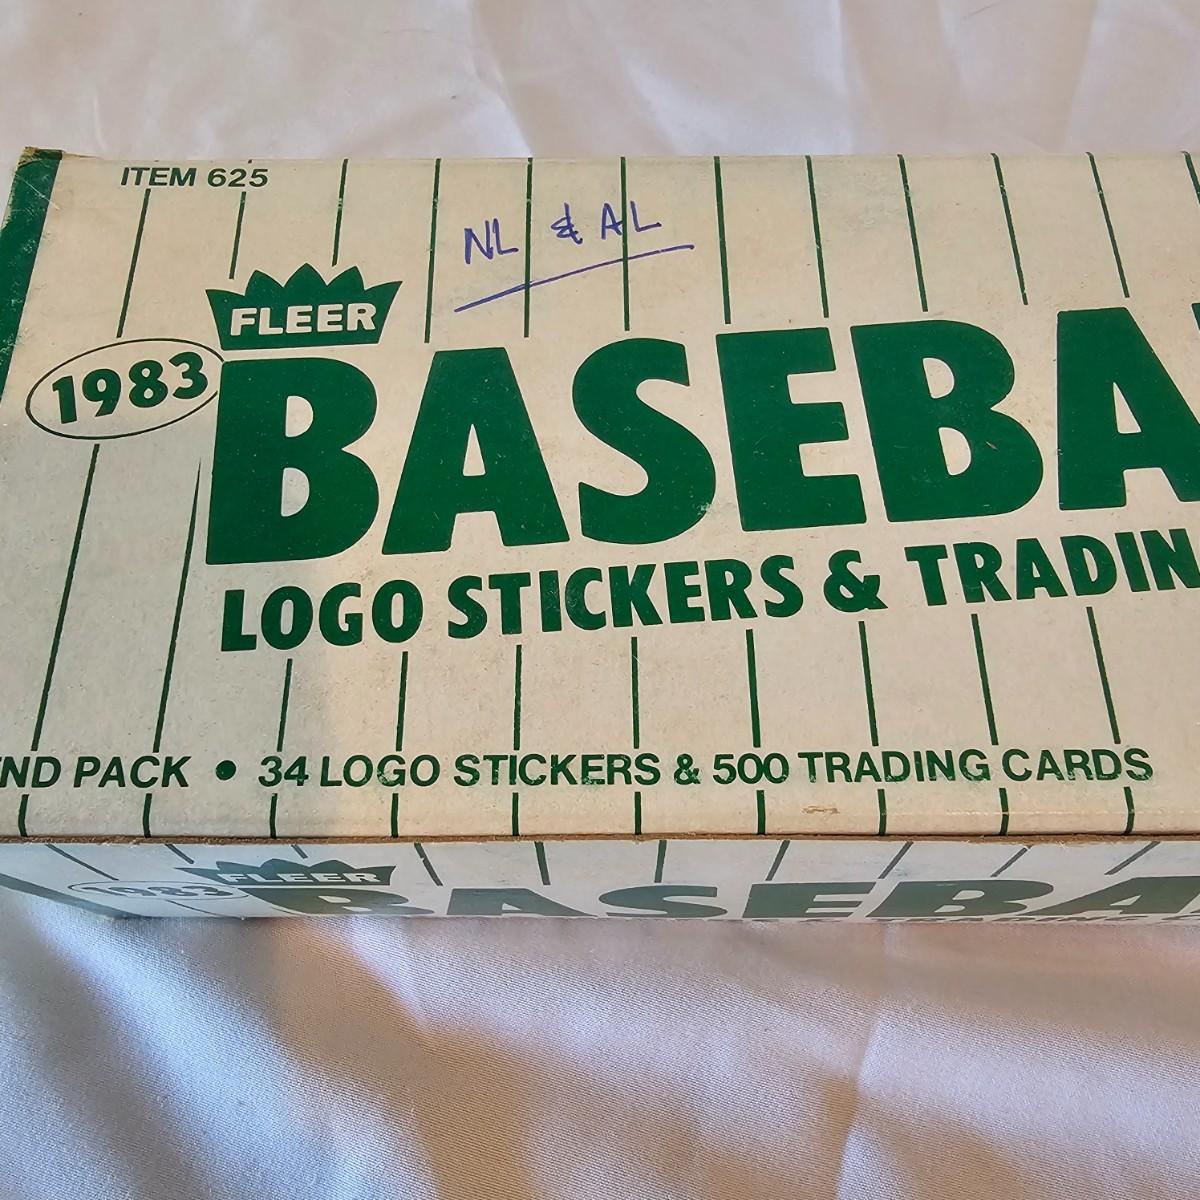 ITEM 625
NL & AL
FLEER
1983
BASEBA
LOGO STICKERS & TRADIN
ND PACK • 34 LOGO STICKERS & 500 TRADING CARDS
1983 FLEER
BASEBA